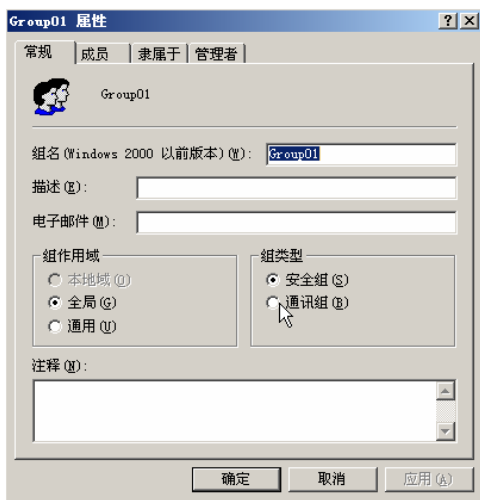 Group01 属性
常规 成员 隶属于 管理者
Group01
组名(Windows 2000 以前版本)(W): Group01
描述(E):
电子邮件(M):
组作用域 组类型
本地域(O) 安全组(S)
全局(G) 通讯组(B)
通用(U)
注释(N):
确定 取消 应用(A)